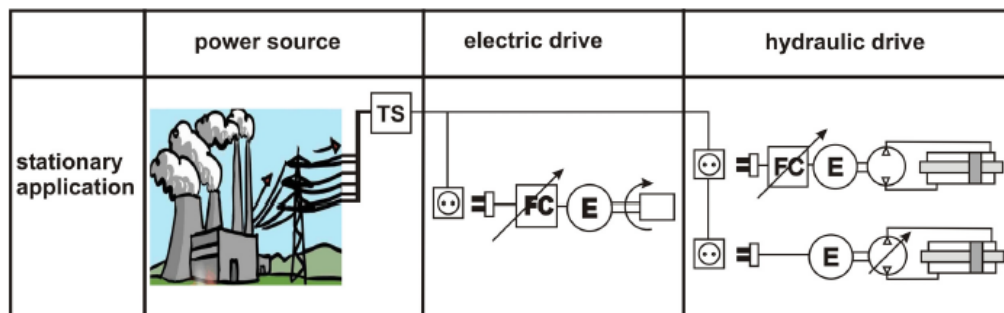 power source
electric drive
hydraulic drive
stationary
application
TS
FC
E
FC
E
E